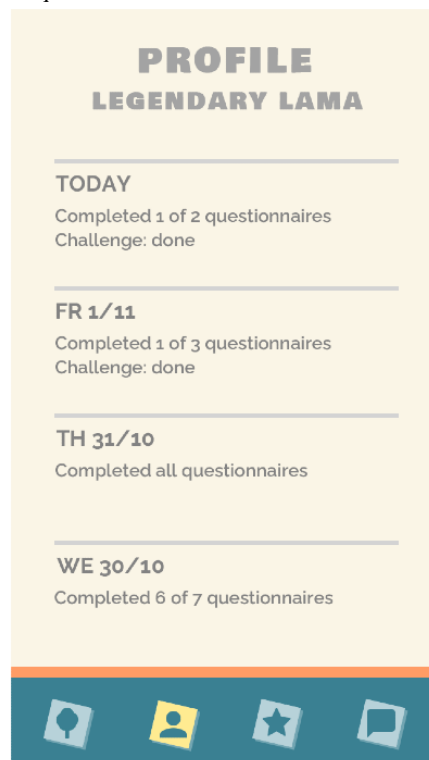 PROFILE
LEGENDARY LAMA
TODAY
Completed 1 of 2 questionnaires
Challenge: done
FR 1/11
Completed 1 of 3 questionnaires
Challenge: done
TH 31/10
Completed all questionnaires
WE 30/10
Completed 6 of 7 questionnaires